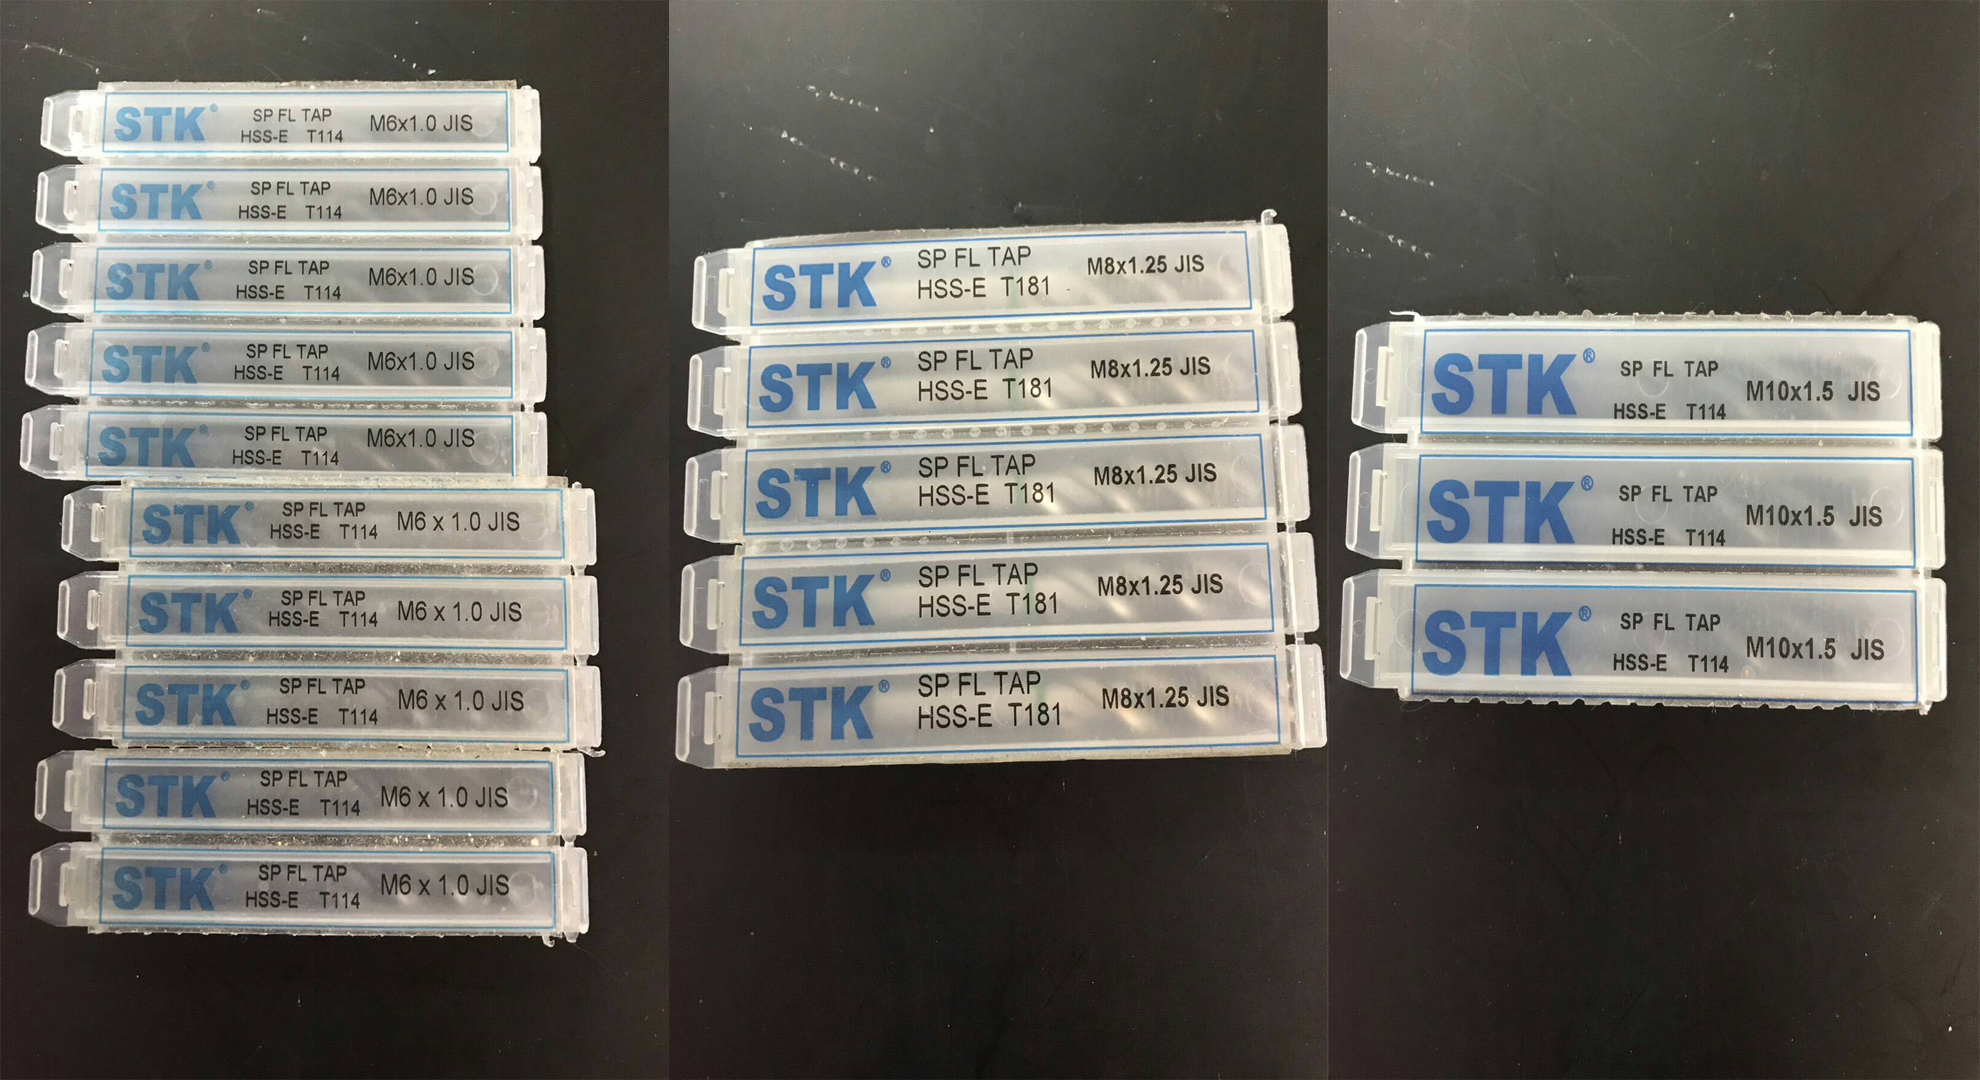 STK® SP FL TAP
HSS-E T114 M6x1.0 JIS
STK® SP FL TAP
HSS-E T114 M6x1.0 JIS
STK® SP FL TAP
HSS-E T114 M6x1.0 JIS
STK® SP FL TAP
HSS-E T114 M6x1.0 JIS
STK® SP FL TAP
HSS-E T114 M6x1.0 JIS
STK® SP FL TAP
HSS-E T114 M6 x 1.0 JIS
STK® SP FL TAP
HSS-E T114 M6 x 1.0 JIS
STK® SP FL TAP
HSS-E T114 M6 x 1.0 JIS
STK® SP FL TAP
HSS-E T114 M6 x 1.0 JIS
STK® SP FL TAP
HSS-E T114 M6 x 1.0 JIS
STK® SP FL TAP
HSS-E T181 M8x1.25 JIS
STK® SP FL TAP
HSS-E T181 M8x1.25 JIS
STK® SP FL TAP
HSS-E T181 M8x1.25 JIS
STK® SP FL TAP
HSS-E T181 M8x1.25 JIS
STK® SP FL TAP
HSS-E T181 M8x1.25 JIS
STK® SP FL TAP
HSS-E T114 M10x1.5 JIS
STK® SP FL TAP
HSS-E T114 M10x1.5 JIS
STK® SP FL TAP
HSS-E T114 M10x1.5 JIS